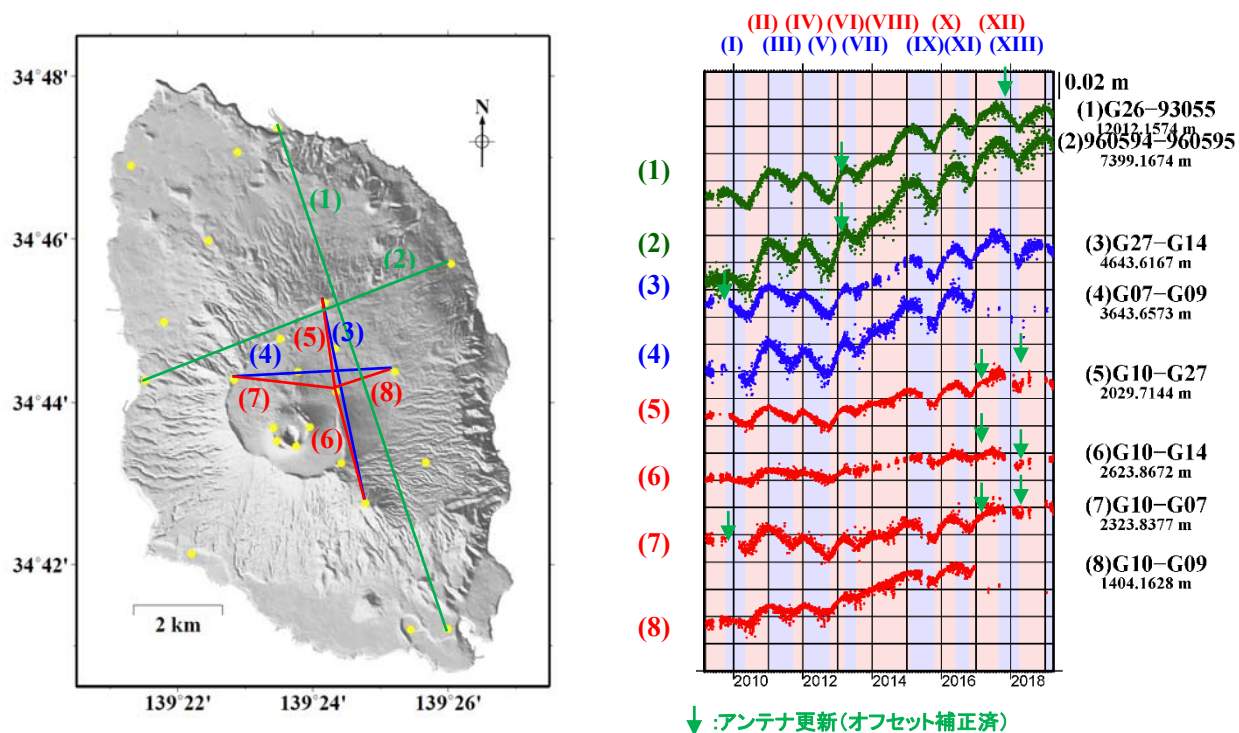 34°48'
34°46'
34°44'
34°42'
139°22'
139°24'
139°26'
N
2 km
(1)
(2)
(3)
(4)
(5)
(6)
(7)
(8)
(II) (IV) (VI)(VIII) (X) (XII)
(I) (III) (V) (VII) (IX)(XI) (XIII)
0.02 m
(1)
(2)
(3)
(4)
(5)
(6)
(7)
(8)
(1)G26−93055
12012.1574 m
(2)960594−960595
7399.1674 m
(3)G27−G14
4643.6167 m
(4)G07−G09
3643.6573 m
(5)G10−G27
2029.7144 m
(6)G10−G14
2623.8672 m
(7)G10−G07
2323.8377 m
(8)G10−G09
1404.1628 m
2010 2012 2014 2016 2018
:アンテナ更新(オフセット補正済)